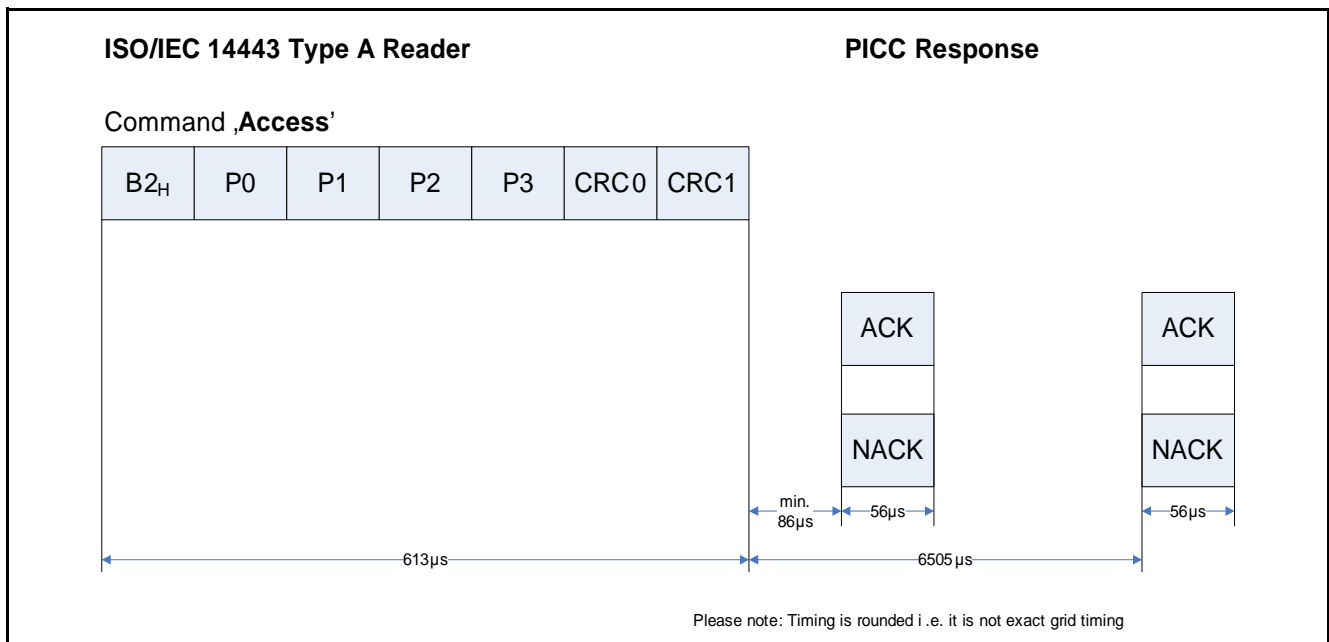 ISO/IEC 14443 Type A Reader PICC Response
Command ‚Access'
B2H P0 P1 P2 P3 CRC0 CRC1
ACK ACK
NACK NACK
min.
86µs 56µs 56µs
613µs 6505µs
Please note: Timing is rounded i .e. it is not exact grid timing